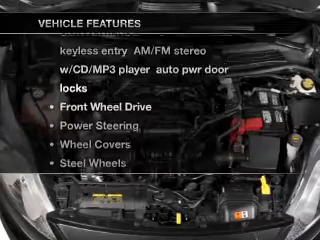 VEHICLE FEATURES
keyless entry AM/FM stereo
w/CD/MP3 player auto pwr door
locks
• Front Wheel Drive
• Power Steering
• Wheel Covers
• Steel Wheels